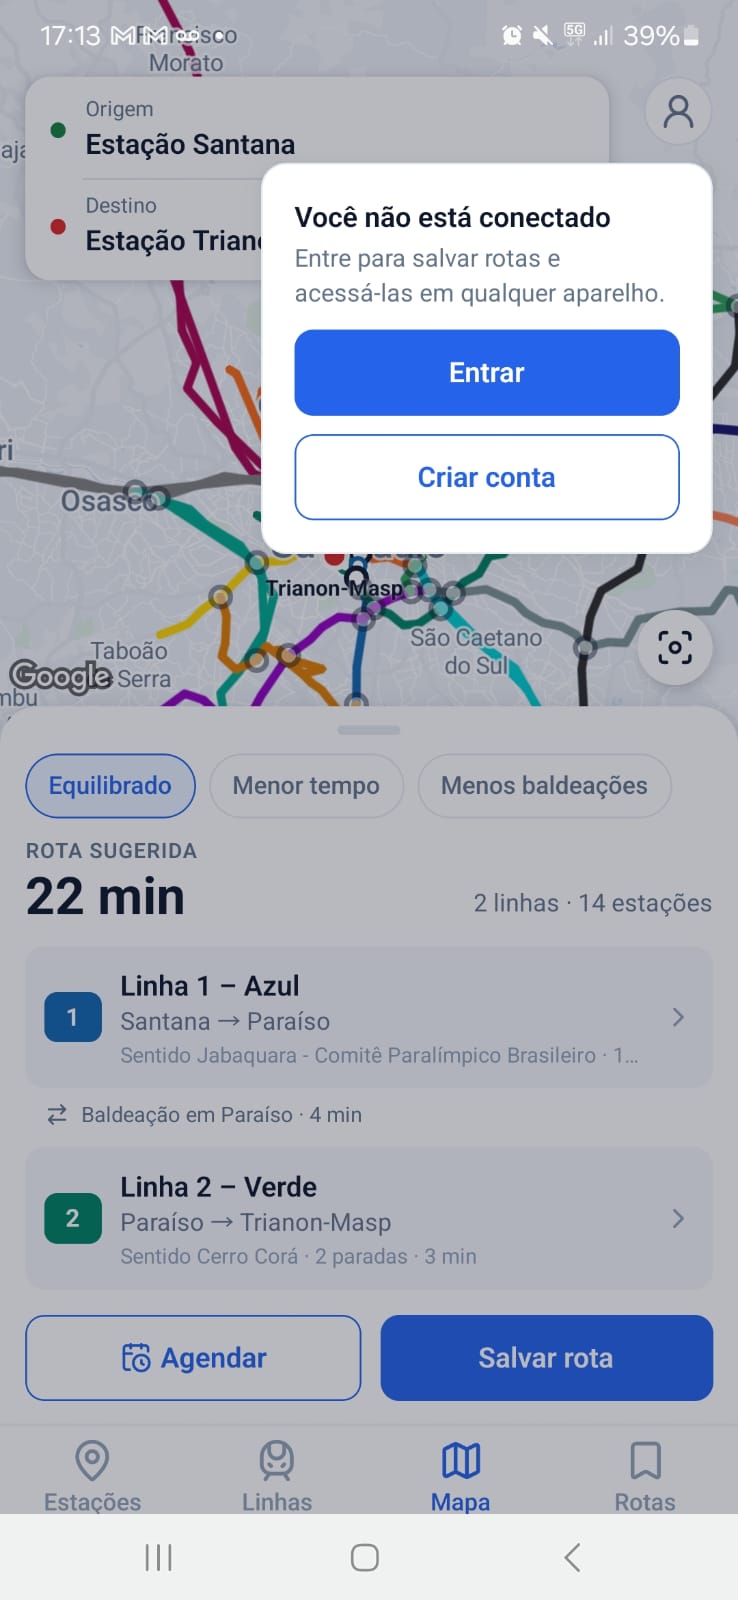 17:13
39%
5G
Francisco
Morato
Origem
Estação Santana
Destino
Você não está conectado
Entre para salvar rotas e
acessá-las em qualquer aparelho.
Entrar
Criar conta
Osasco
Trianon-Masp
São Caetano
do Sul
Taboão
Serra
Google
Equilibrado
Menor tempo
Menos baldeações
ROTA SUGERIDA
22 min
2 linhas · 14 estações
1
Linha 1 – Azul
Santana → Paraíso
Sentido Jabaquara - Comitê Paralímpico Brasileiro · 1...
Baldeação em Paraíso · 4 min
2
Linha 2 – Verde
Paraíso → Trianon-Masp
Sentido Cerro Corá · 2 paradas · 3 min
Agendar
Salvar rota
Estações
Linhas
Mapa
Rotas